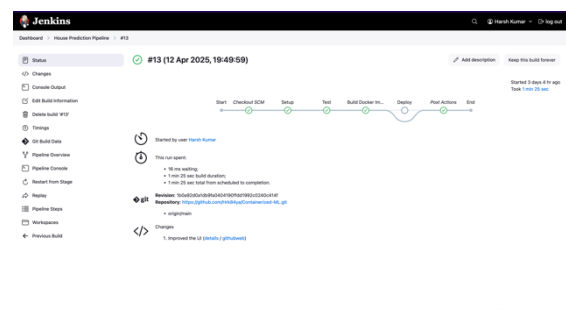 Jenkins
Harsh Kumar
log out
Dashboard > House Prediction Pipeline > #13
Status
Changes
Console Output
Edit Build Information
Delete build '#13'
Timings
Git Build Data
Pipeline Overview
Pipeline Console
Restart from Stage
Replay
Pipeline Steps
Workspaces
Previous Build
#13 (12 Apr 2025, 19:49:59)
Add description
Keep this build forever
Started 3 days 4 hr ago
Took 1 min 25 sec
Start Checkout SCM Setup Test Build Docker Im... Deploy Post Actions End
Started by user Harsh Kumar
This run spent:
16 ms waiting;
1 min 25 sec build duration;
1 min 25 sec total from scheduled to completion.
git
Revision:
Repository:
origin/main
Changes
1. Improved the UI (details / githubweb)